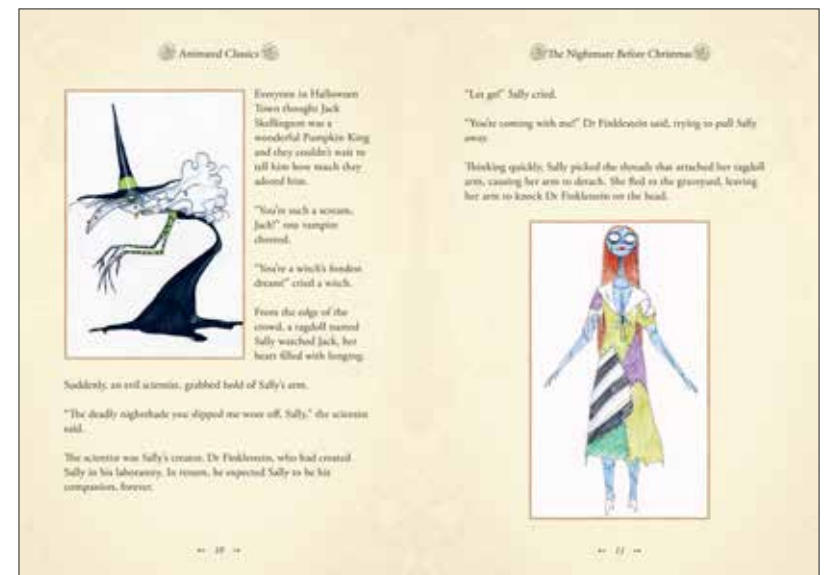 Animated Classics
Everyone in Halloween
Town thought Jack
Skellington was a
wonderful Pumpkin King
and they couldn't wait to
tell him how much they
adored him.
"You're such a scream,
Jack!" one vampire
cheered.
"You're a witch's fondest
dream!" cried a witch.
From the edge of the
crowd, a ragdoll named
Sally watched Jack, her
heart filled with longing.
Suddenly, an evil scientist, grabbed hold of Sally's arm.
"The deadly nightshade you slipped me wore off, Sally," the scientist
said.
The scientist was Sally's creator, Dr Finklestein, who had created
Sally in his laboratory. In return, he expected Sally to be his
companion, forever.
10
The Nightmare Before Christmas
"Let go!" Sally cried.
"You're coming with me!" Dr Finklestein said, trying to pull Sally
away.
Thinking quickly, Sally picked the threads that attached her ragdoll
arm, causing her arm to detach. She fled to the graveyard, leaving
her arm to knock Dr Finklestein on the head.
11